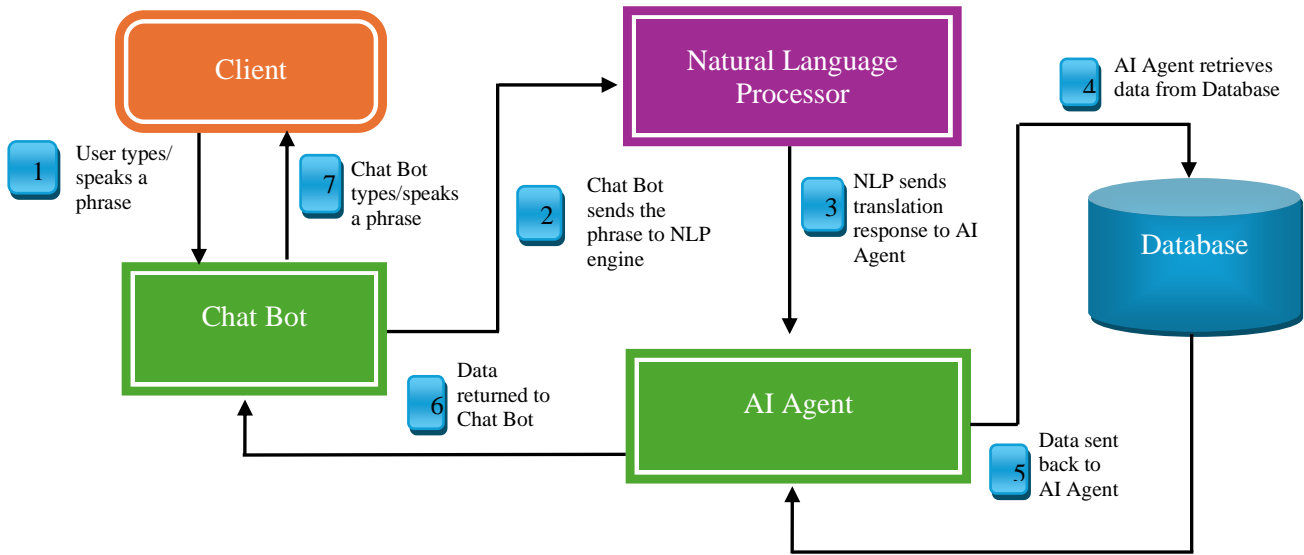 Client
Natural Language
Processor
4
AI Agent retrieves
data from Database
1
User types/
speaks a
phrase
7
Chat Bot
types/speaks
a phrase
2
Chat Bot
sends the
phrase to NLP
engine
3
NLP sends
translation
response to AI
Agent
Database
Chat Bot
6
Data
returned to
Chat Bot
AI Agent
5
Data sent
back to
AI Agent